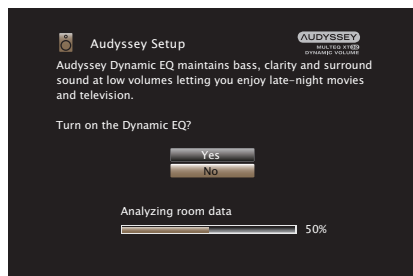 Audyssey Setup
AUDYSSEY
MULTEQ XT32
DYNAMIC VOLUME
Audyssey Dynamic EQ maintains bass, clarity and surround
sound at low volumes letting you enjoy late-night movies
and television.
Turn on the Dynamic EQ?
Yes
No
Analyzing room data
50%